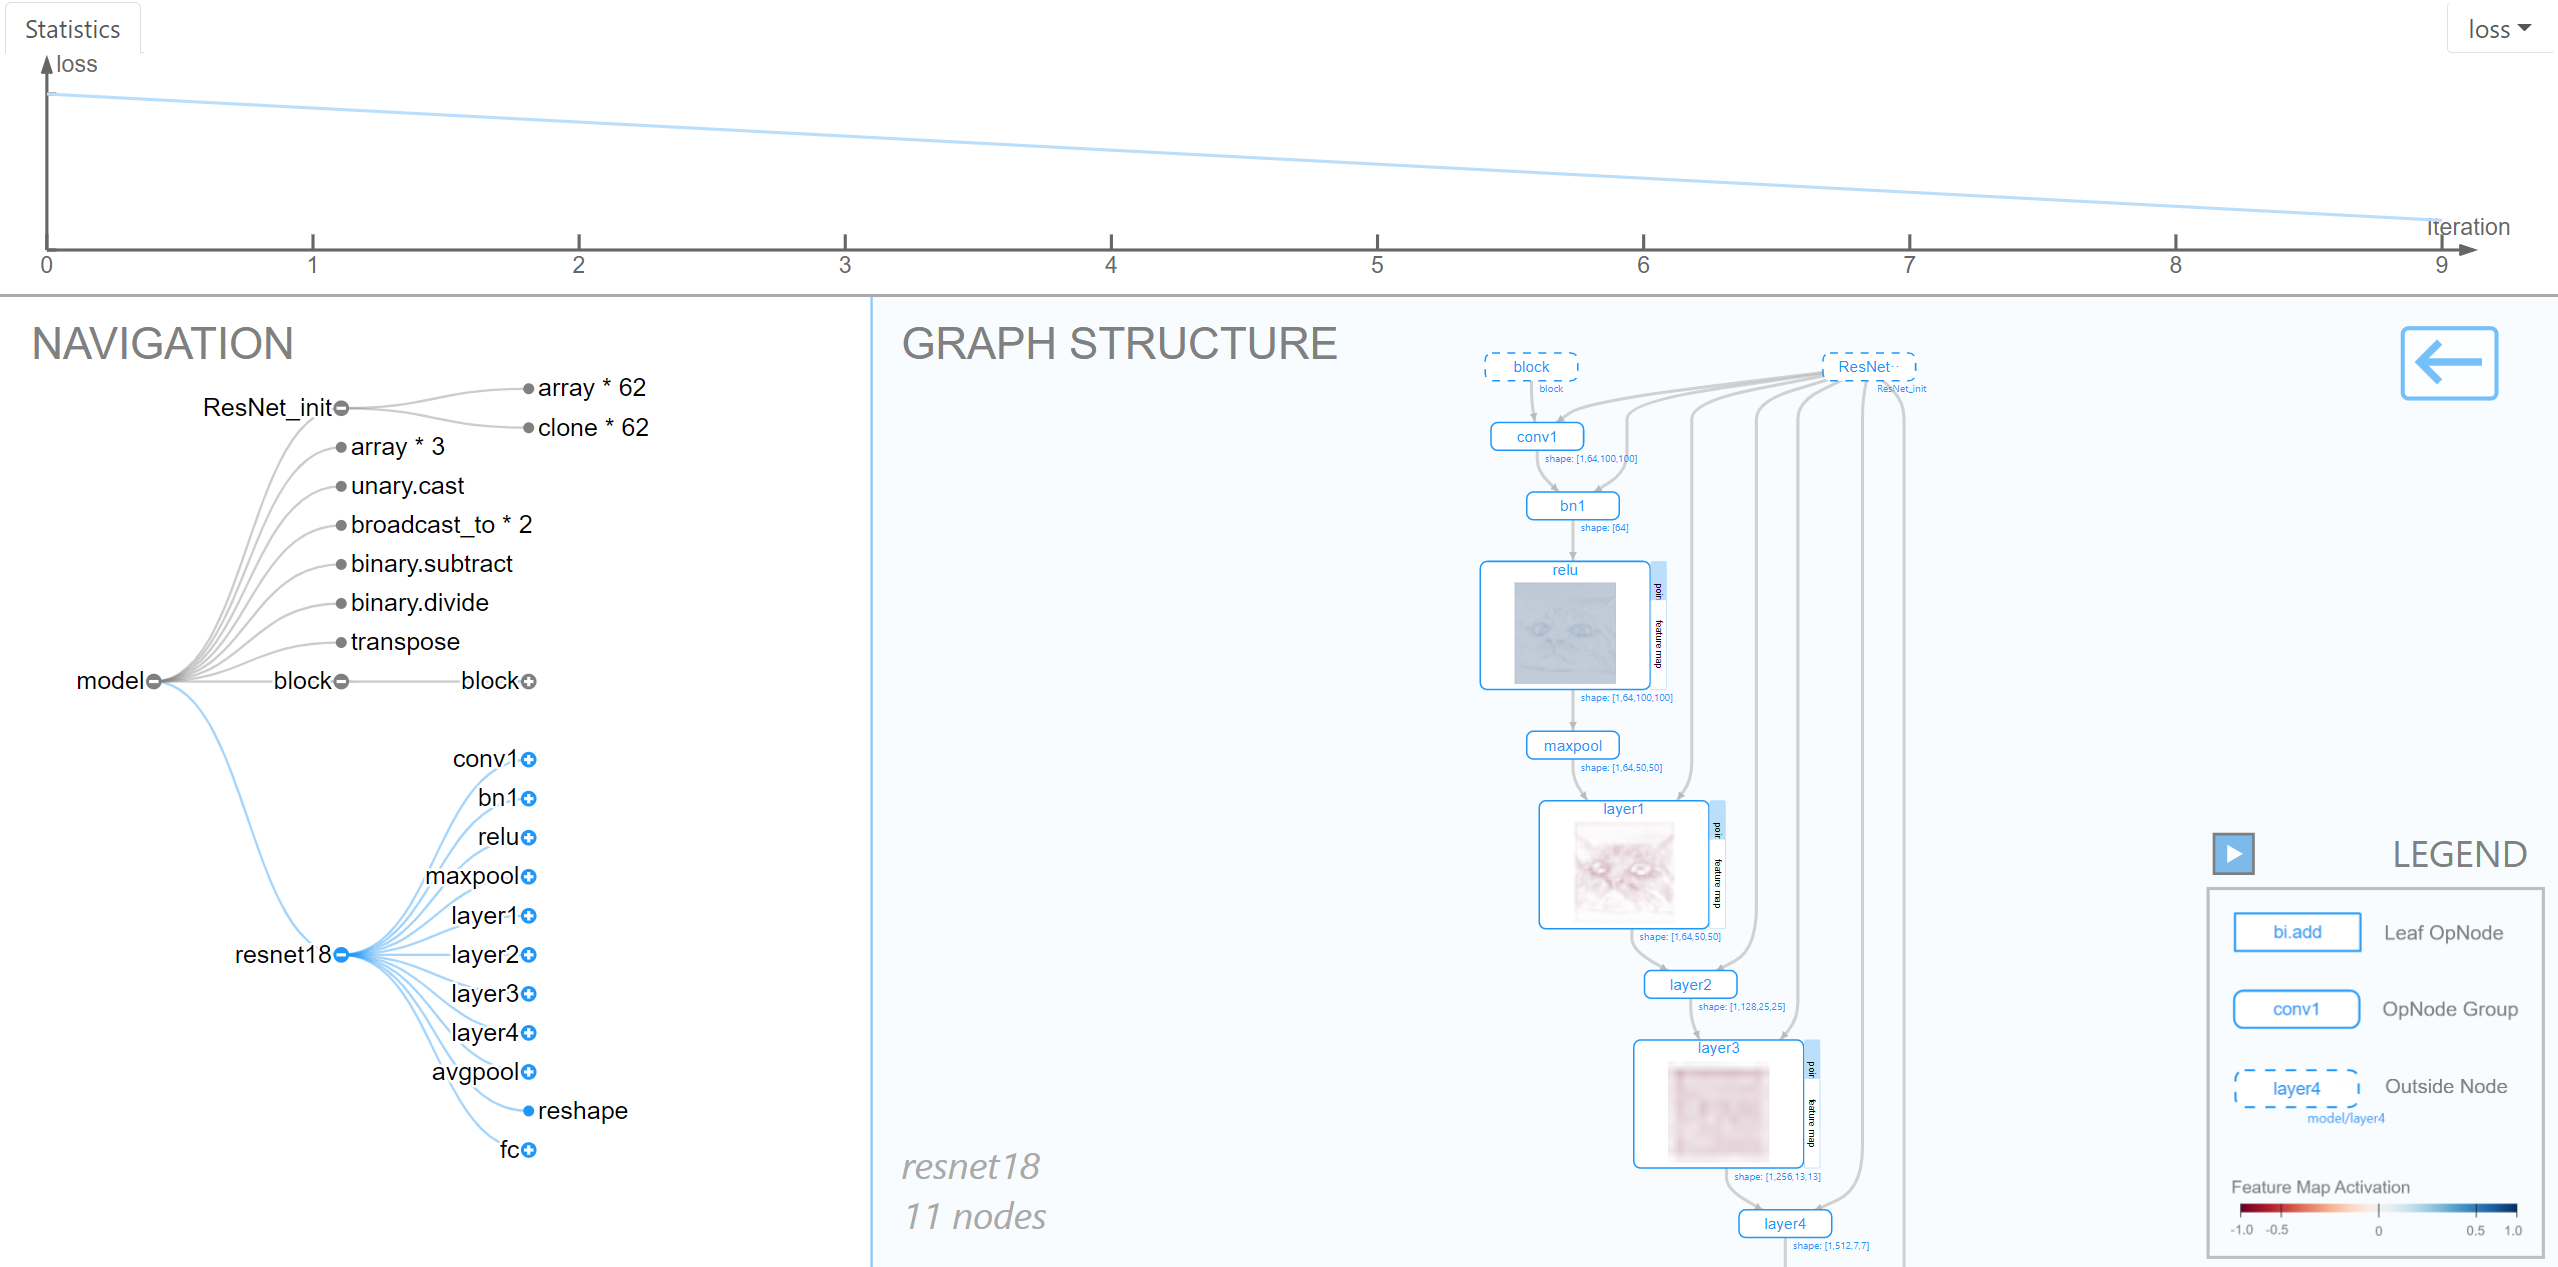 Statistics
loss
loss
Iteration
0 1 2 3 4 5 6 7 8 9
NAVIGATION
ResNet_init
array * 62
clone * 62
array * 3
unary.cast
broadcast_to * 2
binary.subtract
binary.divide
transpose
model
block
block
conv1
bn1
relu
maxpool
layer1
resnet18
layer2
layer3
layer4
avgpool
reshape
fc
GRAPH STRUCTURE
block
block
ResNet··
ResNet_init
conv1
shape: [1,64,100,100]
bn1
shape: [64]
relu
poir
feature map
shape: [1,64,100,100]
maxpool
shape: [1,64,50,50]
layer1
poir
feature map
shape: [1,64,50,50]
layer2
shape: [1,128,25,25]
layer3
poir
feature map
shape: [1,256,13,13]
layer4
shape: [1,512,7,7]
resnet18
11 nodes
LEGEND
bi.add Leaf OpNode
conv1 OpNode Group
layer4 Outside Node
model/layer4
Feature Map Activation
-1.0 -0.5 0 0.5 1.0